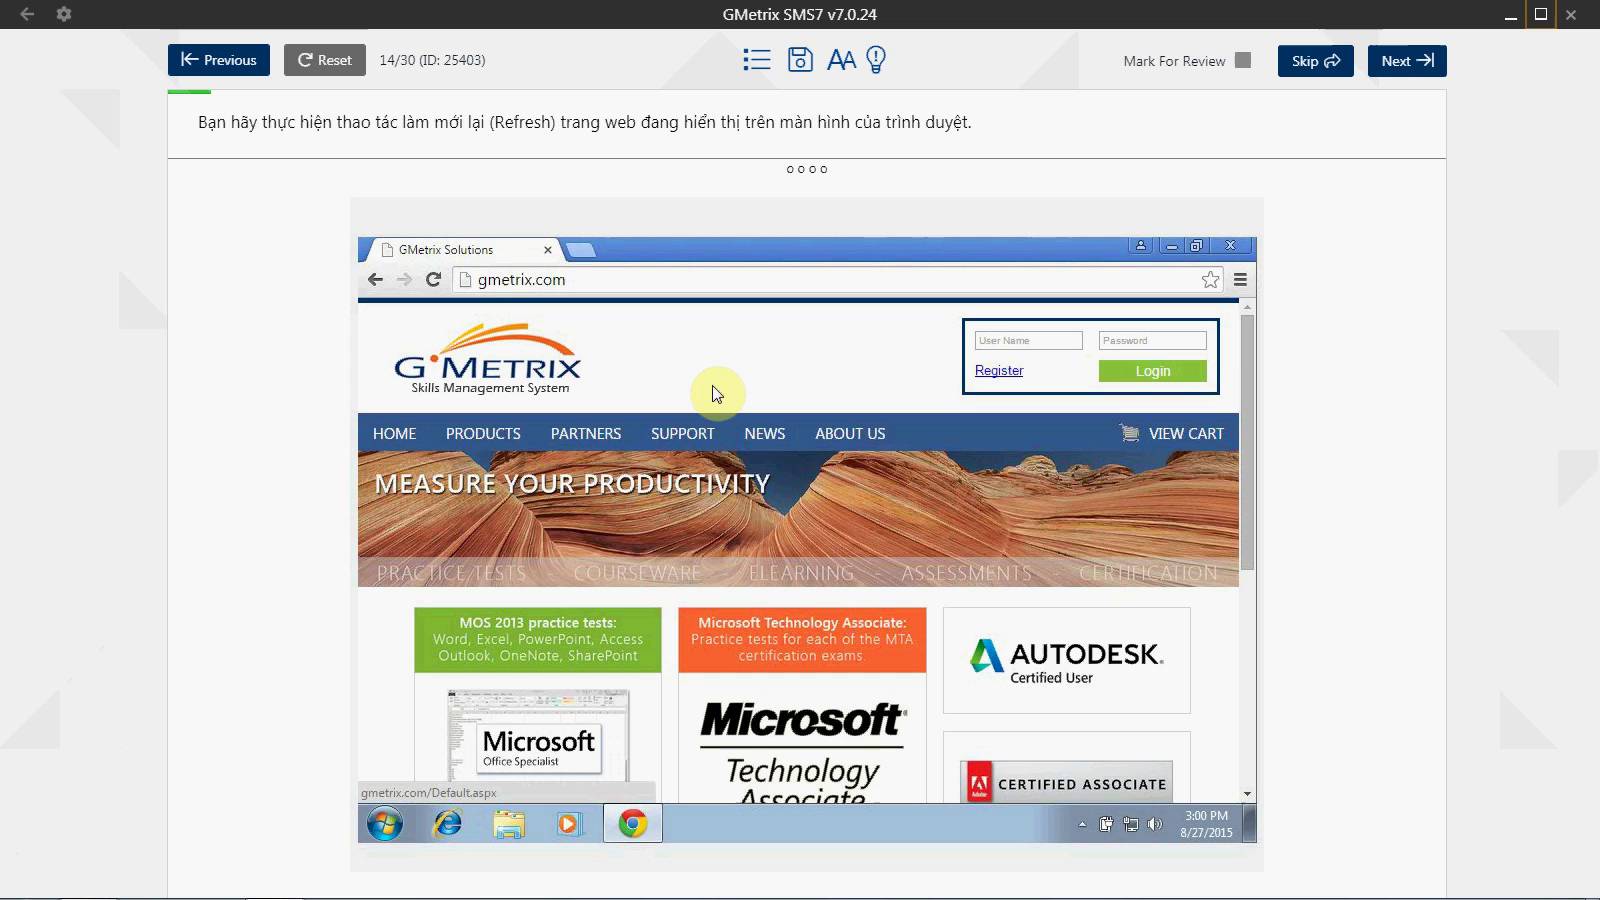 GMetrix SMS7 v7.0.24
Previous
Reset
14/30 (ID: 25403)
AA
Mark For Review
Skip
Next
Bạn hãy thực hiện thao tác làm mới lại (Refresh) trang web đang hiển thị trên màn hình của trình duyệt.
GMetrix Solutions
gmetrix.com
GMETRIX
Skills Management System
User Name
Password
Register
Login
HOME
PRODUCTS
PARTNERS
SUPPORT
NEWS
ABOUT US
VIEW CART
MEASURE YOUR PRODUCTIVITY
PRACTICE TESTS - COURSEWARE - ELEARNING - ASSESSMENTS - CERTIFICATION
MOS 2013 practice tests:
Word, Excel, PowerPoint, Access
Outlook, OneNote, SharePoint
Microsoft
Office Specialist
Microsoft Technology Associate:
Practice tests for each of the MTA
certification exams.
Microsoft
Technology
Associate
AUTODESK.
Certified User
Adobe
CERTIFIED ASSOCIATE
gmetrix.com/Default.aspx
3:00 PM
8/27/2015